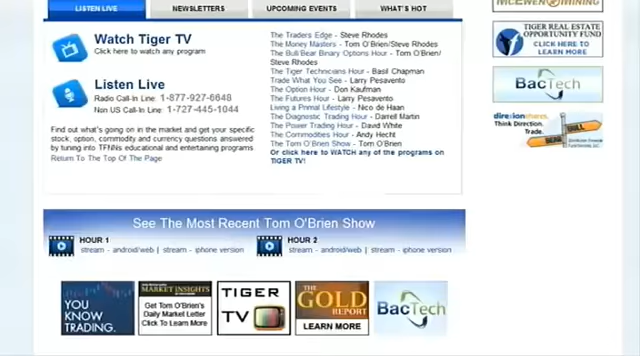 LISTEN LIVE
NEWSLETTERS
UPCOMING EVENTS
WHAT'S HOT
Watch Tiger TV
Click here to watch any program
Listen Live
Radio Call-In Line: 1-877-927-6648
Non US Call-In Line: 1-727-445-1044
Find out what's going on in the market and get your specific
stock, option, commodity and currency questions answered
by tuning into TFNN's educational and entertaining programs
Return To The Top Of The Page
The Traders Edge - Steve Rhodes
The Money Masters - Tom O'Brien/Steve Rhodes
The Bull Bear Binary Options Hour - Tom O'Brien/
Steve Rhodes
The Tiger Technicians Hour - Basil Chapman
Trade What You See - Larry Pesavento
The Option Hour - Don Kaufman
The Futures Hour - Larry Pesavento
Living a Primal Lifestyle - Nico de Haan
The Diagnostic Trading Hour - Darrell Martin
The Power Trading Hour - David White
The Commodities Hour - Andy Hecht
The Tom O'Brien Show - Tom O'Brien
Or click here to WATCH any of the programs on
TIGER TV!
McEWEN MINING
TIGER REAL ESTATE
OPPORTUNITY FUND
CLICK HERE TO
LEARN MORE
BacTech
direxionshares
Think Direction.
Trade.
BEAR
BULL
See The Most Recent Tom O'Brien Show
HOUR 1
stream - android/web | stream - iphone version
HOUR 2
stream - android/web | stream - iphone version
YOU
KNOW
TRADING.
MARKET INSIGHTS
Get Tom O'Brien's
Daily Market Letter
Click To Learn More
TIGER
TV
THE
GOLD
REPORT
LEARN MORE
BacTech